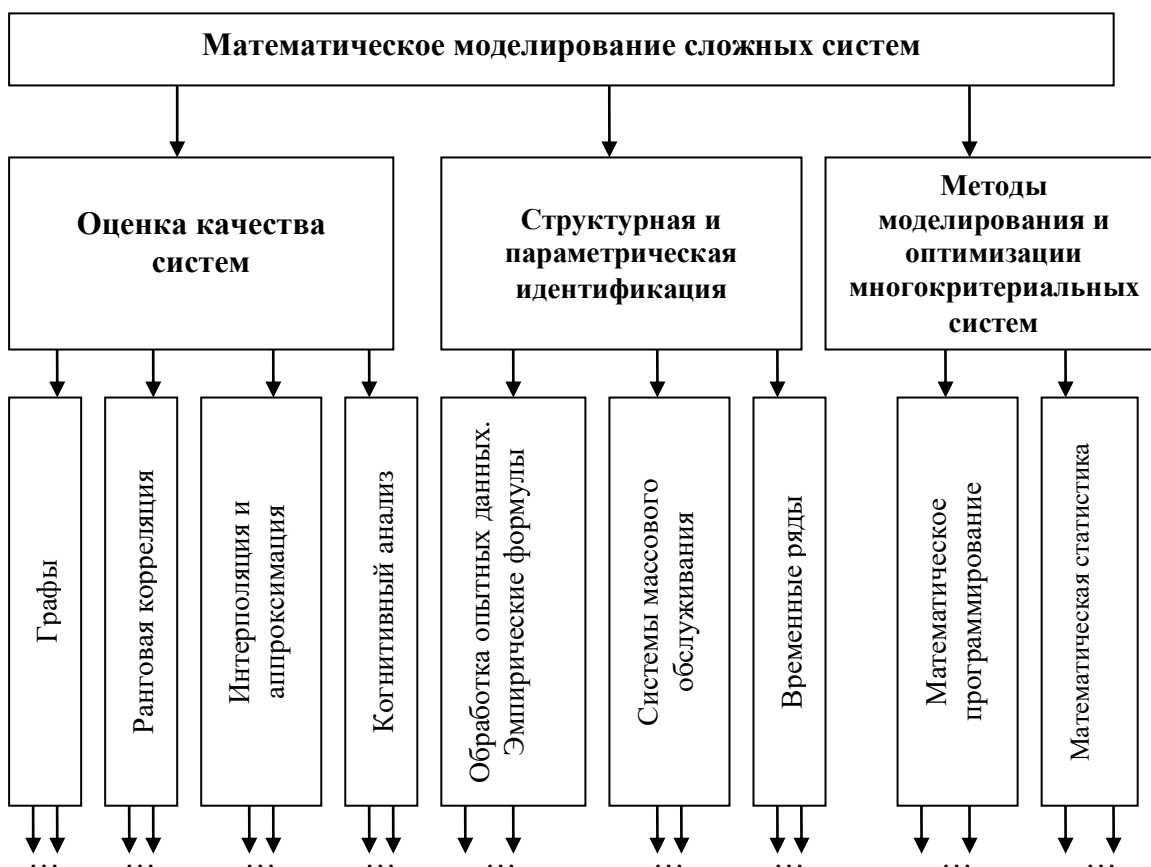 Математическое моделирование сложных систем
Оценка качества
систем
Структурная и
параметрическая
идентификация
Методы
моделирования и
оптимизации
многокритериальных
систем
Графы
Ранговая корреляция
Интерполяция и
аппроксимация
Когнитивный анализ
Обработка опытных данных.
Эмпирические формулы
Системы массового
обслуживания
Временные ряды
Математическое
программирование
Математическая статистика
… … … … … … … … …